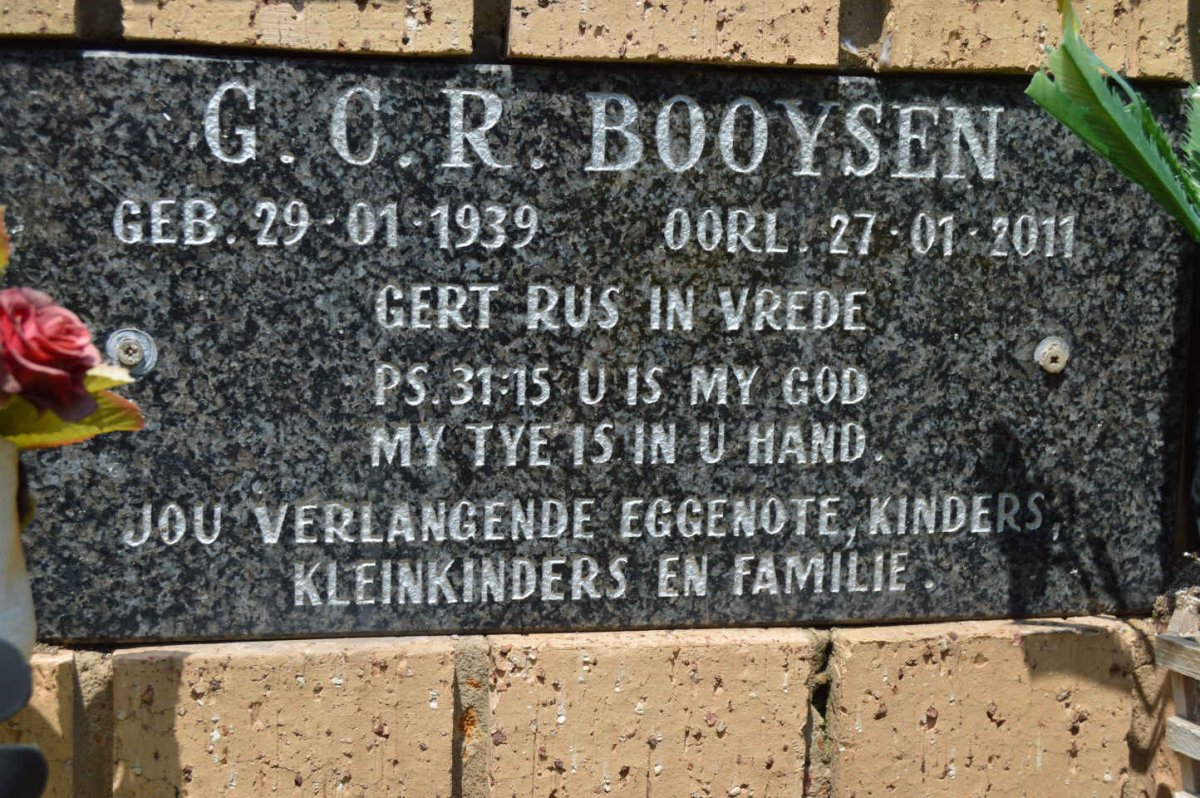 G. C. R. BOOYSEN
GEB. 29-01-1939 OORL. 27-01-2011
GERT RUS IN VREDE
PS. 31:15 U IS MY GOD
MY TYE IS IN U HAND.
JOU VERLANGENDE EGGENOTE, KINDERS,
KLEINKINDERS EN FAMILIE.